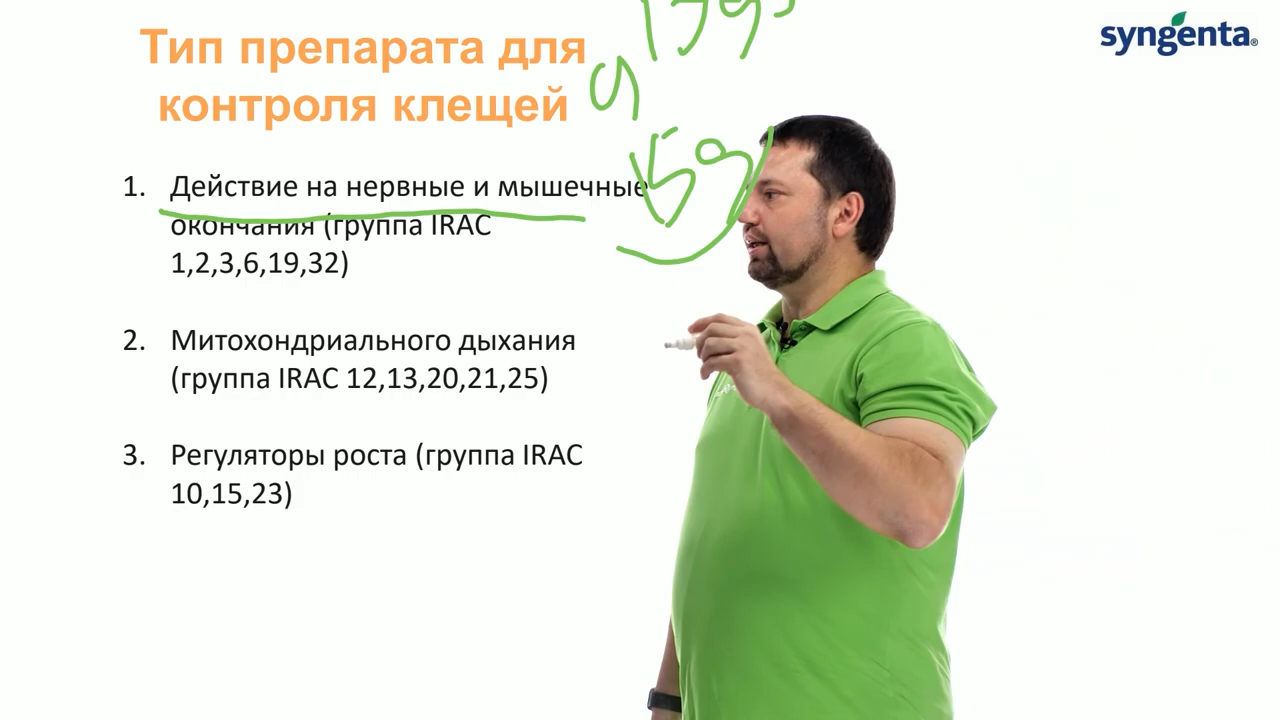 Тип препарата для
контроля клещей
syngenta®
1. Действие на нервные и мышечные
окончания (группа IRAC
1,2,3,6,19,32)
2. Митохондриального дыхания
(группа IRAC 12,13,20,21,25)
3. Регуляторы роста (группа IRAC
10,15,23)